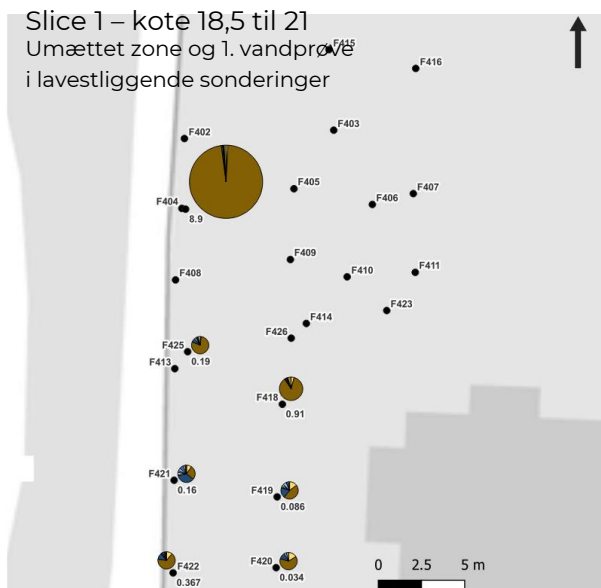 Slice 1 – kote 18,5 til 21
Umættet zone og 1. vandprøve
i lavestliggende sonderinger
F415
F416
F403
F402
F405
F407
F406
F404
8.9
F409
F411
F410
F408
F423
F414
F426
F425
0.19
F413
F418
0.91
F421
0.16
F419
0.086
F422
0.367
F420
0.034
0 2.5 5 m